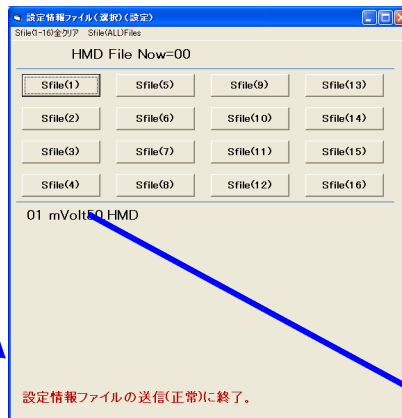 設定情報ファイル(選択)(設定)
Sfile(1-16)全クリア Sfile(ALL)Files
HMD File Now=00
Sfile(1) Sfile(5) Sfile(9) Sfile(13)
Sfile(2) Sfile(6) Sfile(10) Sfile(14)
Sfile(3) Sfile(7) Sfile(11) Sfile(15)
Sfile(4) Sfile(8) Sfile(12) Sfile(16)
01 mVolt50.HMD
設定情報ファイルの送信(正常)に終了。